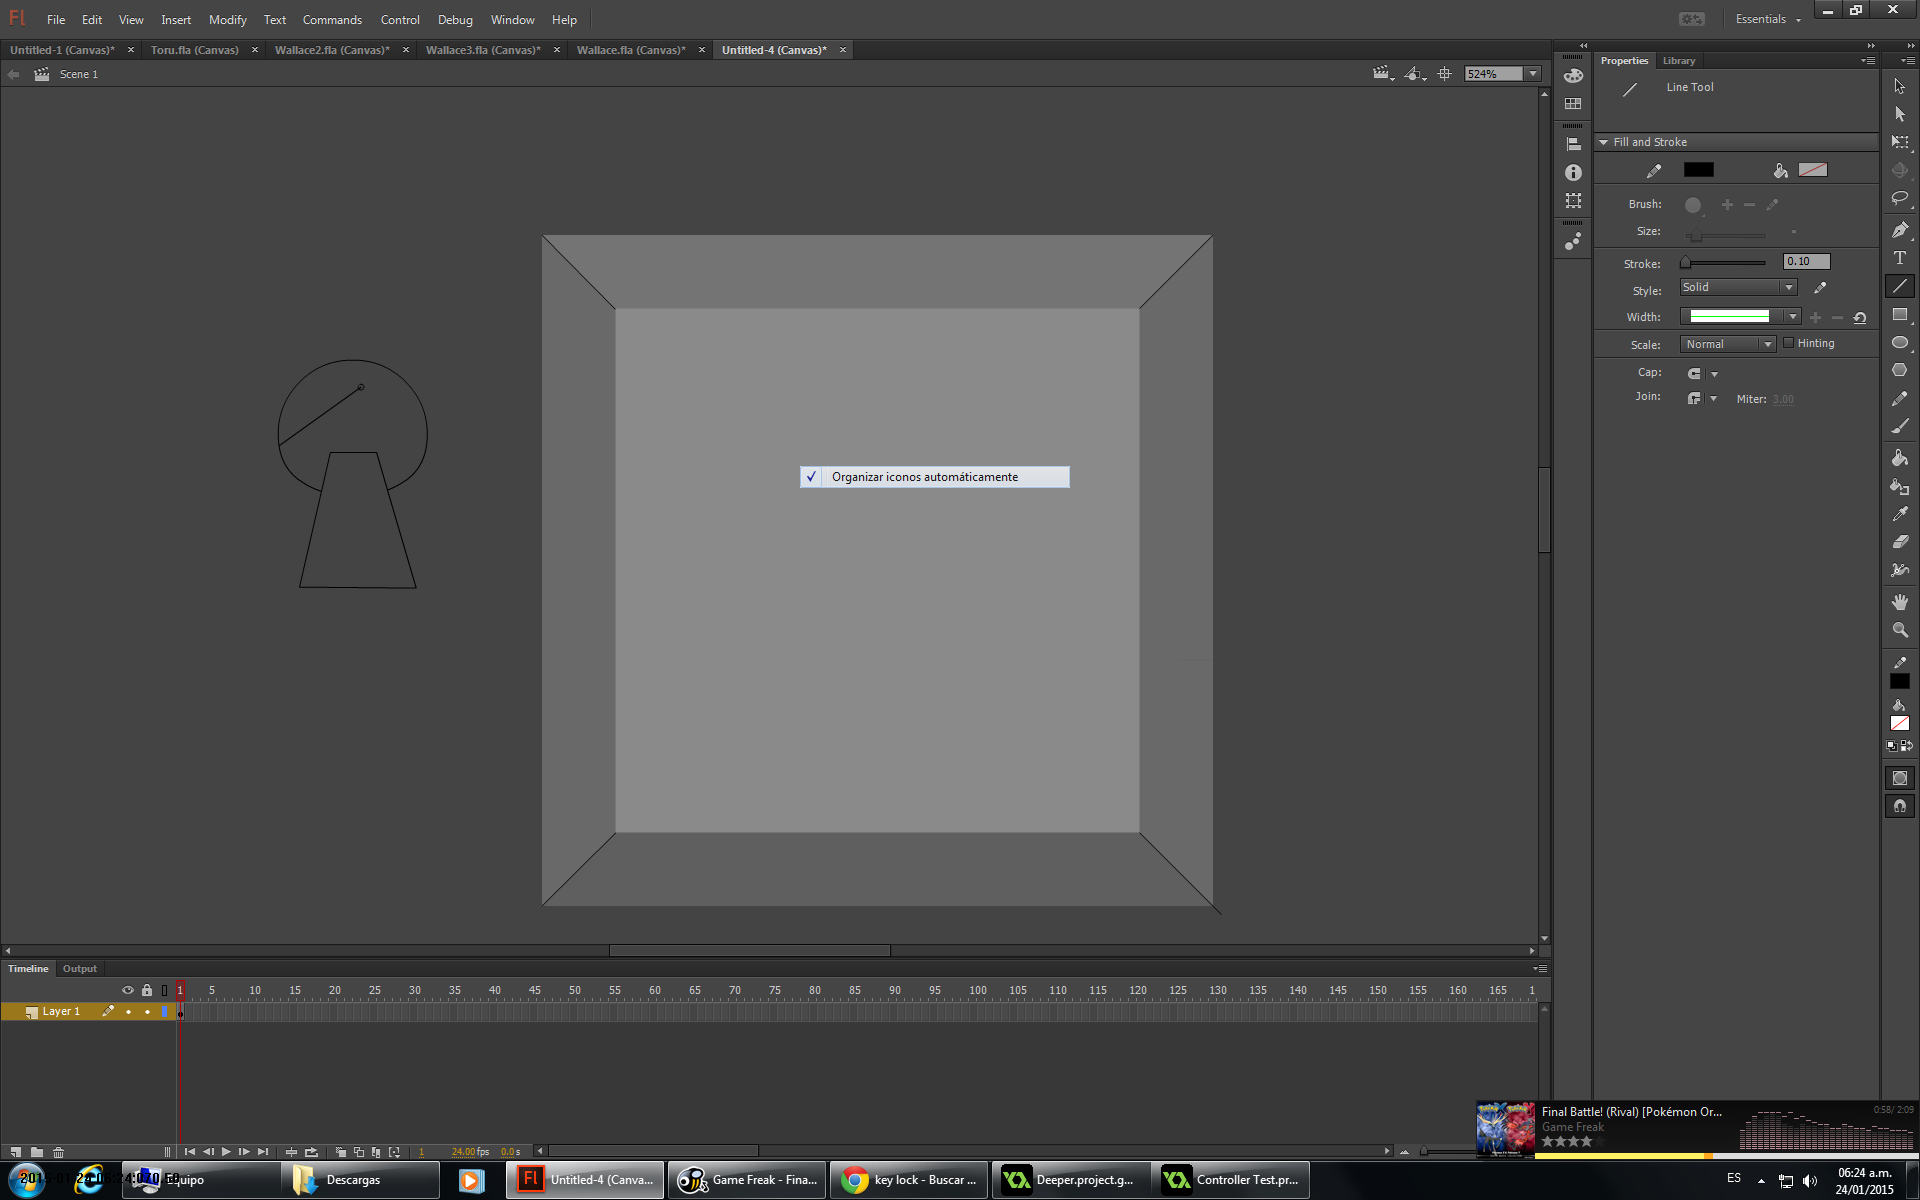 Fl File Edit View Insert Modify Text Commands Control Debug Window Help Essentials
Untitled-1 (Canvas)* Toru.fla (Canvas) Wallace2.fla (Canvas)* Wallace3.fla (Canvas)* Wallace.fla (Canvas)* Untitled-4 (Canvas)*
Scene 1 524%
Properties Library
Line Tool
Fill and Stroke
Brush:
Size:
Stroke: 0.10
Style: Solid
Width:
Scale: Normal Hinting
Cap:
Join: Miter: 3.00
T
Organizar iconos automáticamente
Timeline Output
1 5 10 15 20 25 30 35 40 45 50 55 60 65 70 75 80 85 90 95 100 105 110 115 120 125 130 135 140 145 150 155 160 165 1
Layer 1
Final Battle! (Rival) [Pokémon Or... 0:58/ 2:09
Game Freak
1 24.00 fps 0.0 s
Equipo Descargas Fl Untitled-4 (Canva... Game Freak - Fina... key lock - Buscar ... Deeper.project.g... Controller Test.pr... ES 06:24 a.m.
24/01/2015